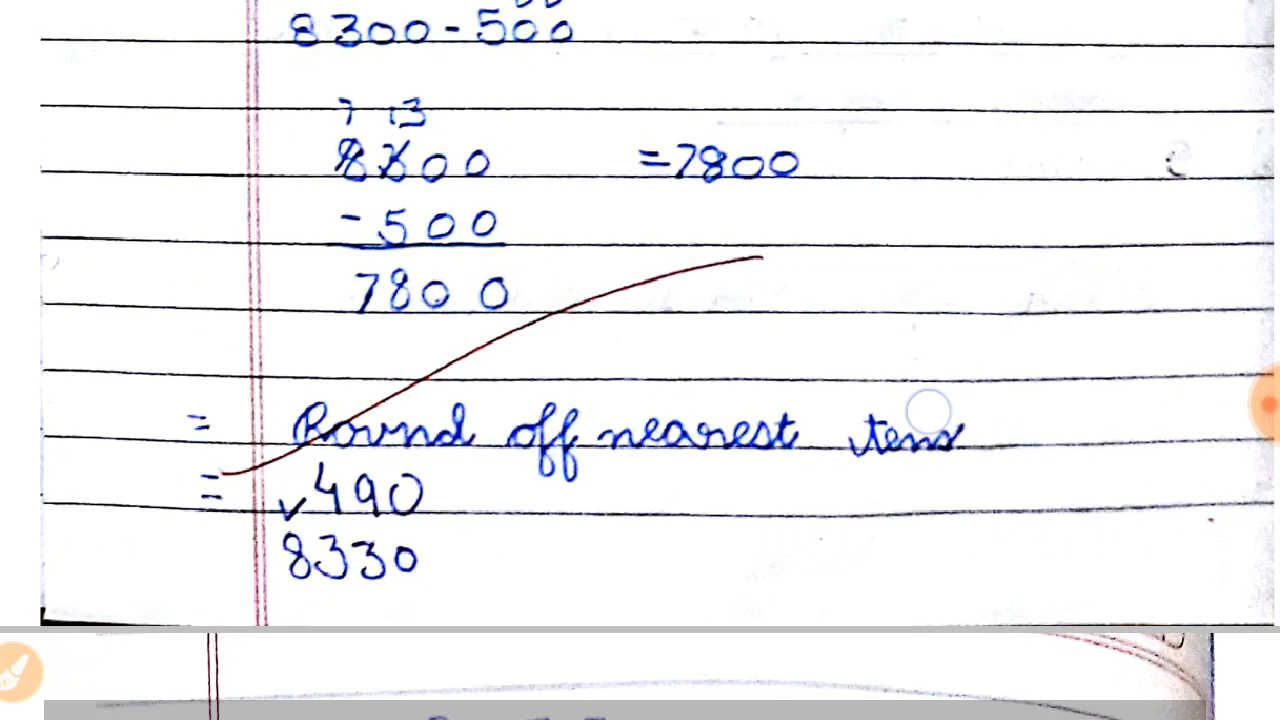 8300 - 500
7 13
8300 = 7800
- 500
7800
= Round off nearest tens
= 490
8330